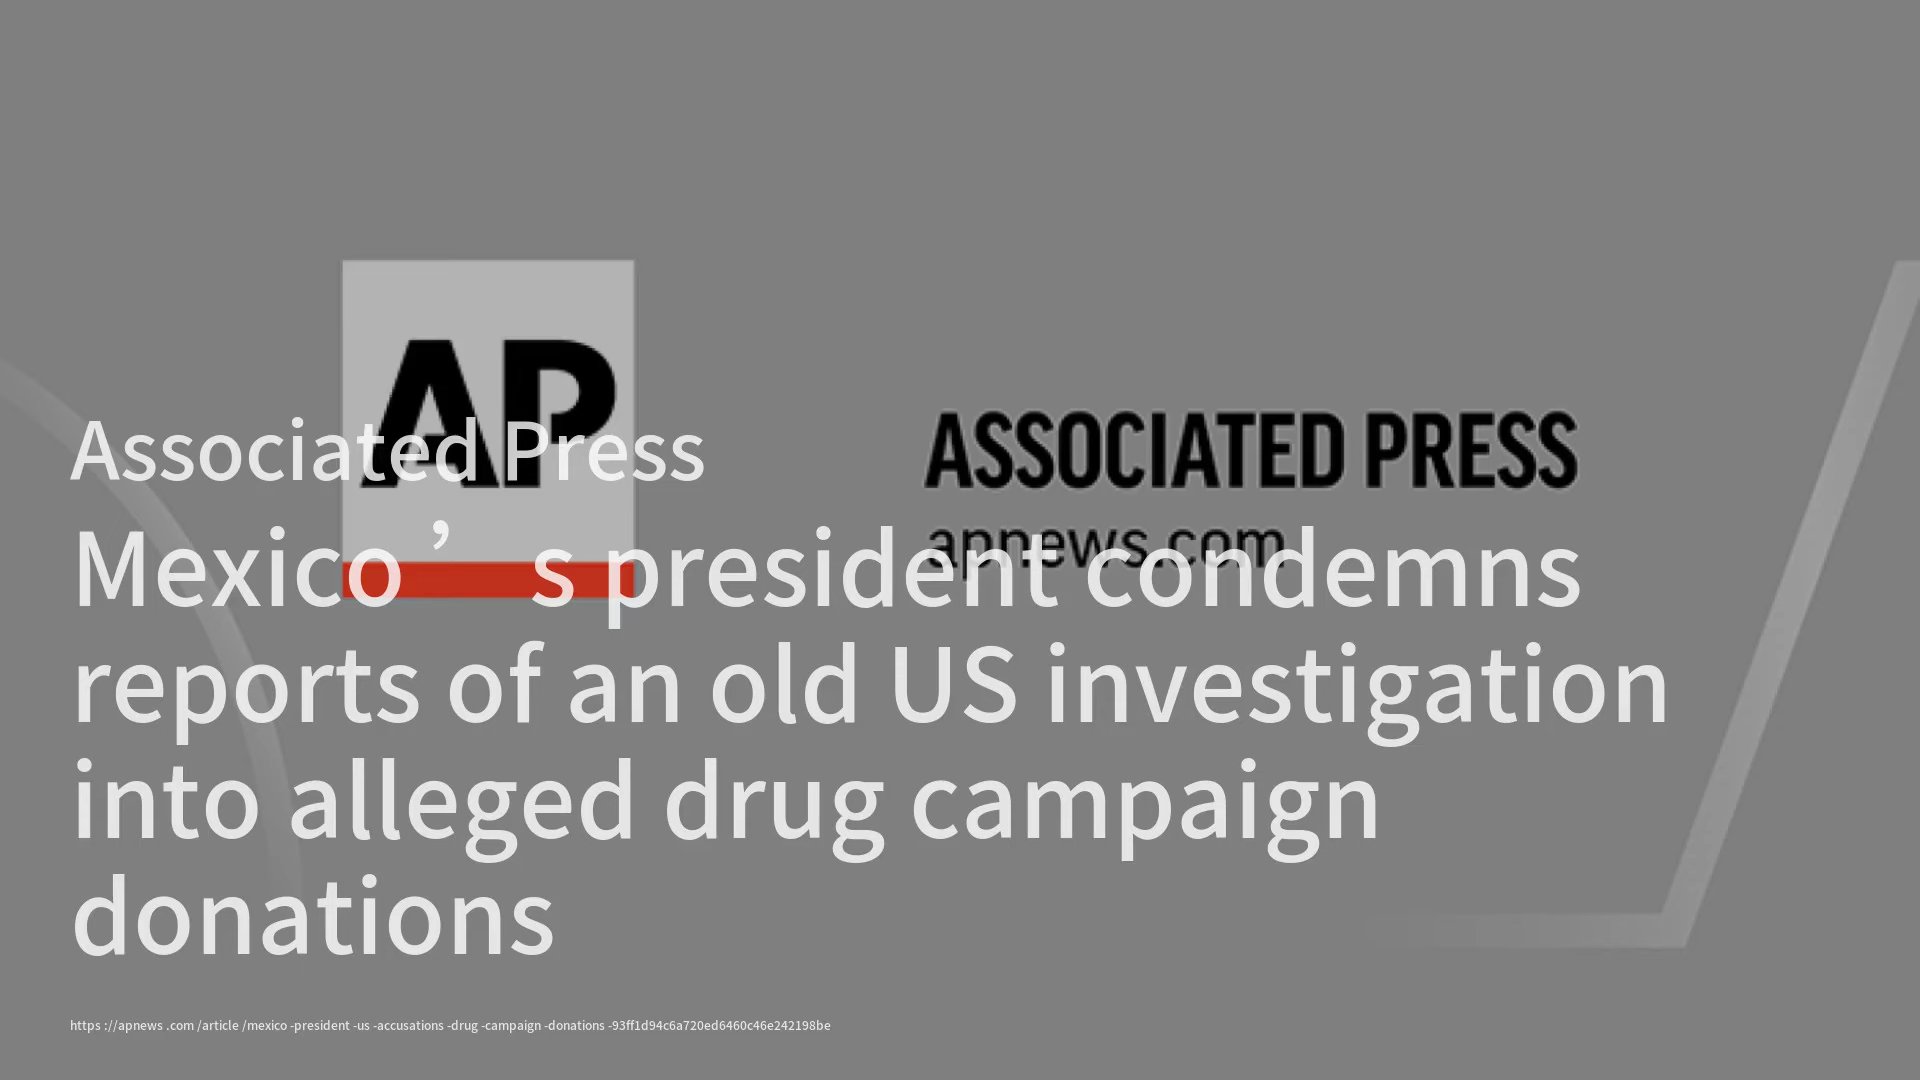 AP
ASSOCIATED PRESS
apnews.com
Associated Press
Mexico’s president condemns
reports of an old US investigation
into alleged drug campaign
donations
https ://apnews .com /article /mexico -president -us -accusations -drug -campaign -donations -93ff1d94c6a720ed6460c46e242198be